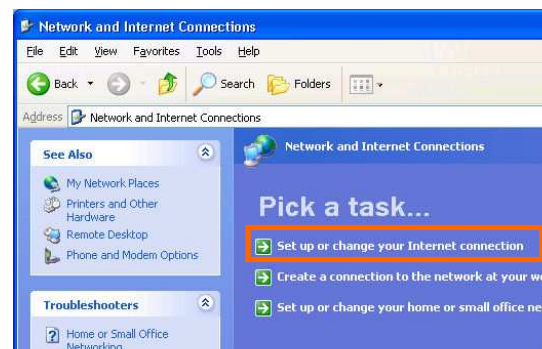 Network and Internet Connections
File Edit View Favorites Tools Help
Back Search Folders
Address Network and Internet Connections
See Also
My Network Places
Printers and Other
Hardware
Remote Desktop
Phone and Modem Options
Troubleshooters
Home or Small Office
Networking
Network and Internet Connections
Pick a task...
Set up or change your Internet connection
Create a connection to the network at your
Set up or change your home or small office